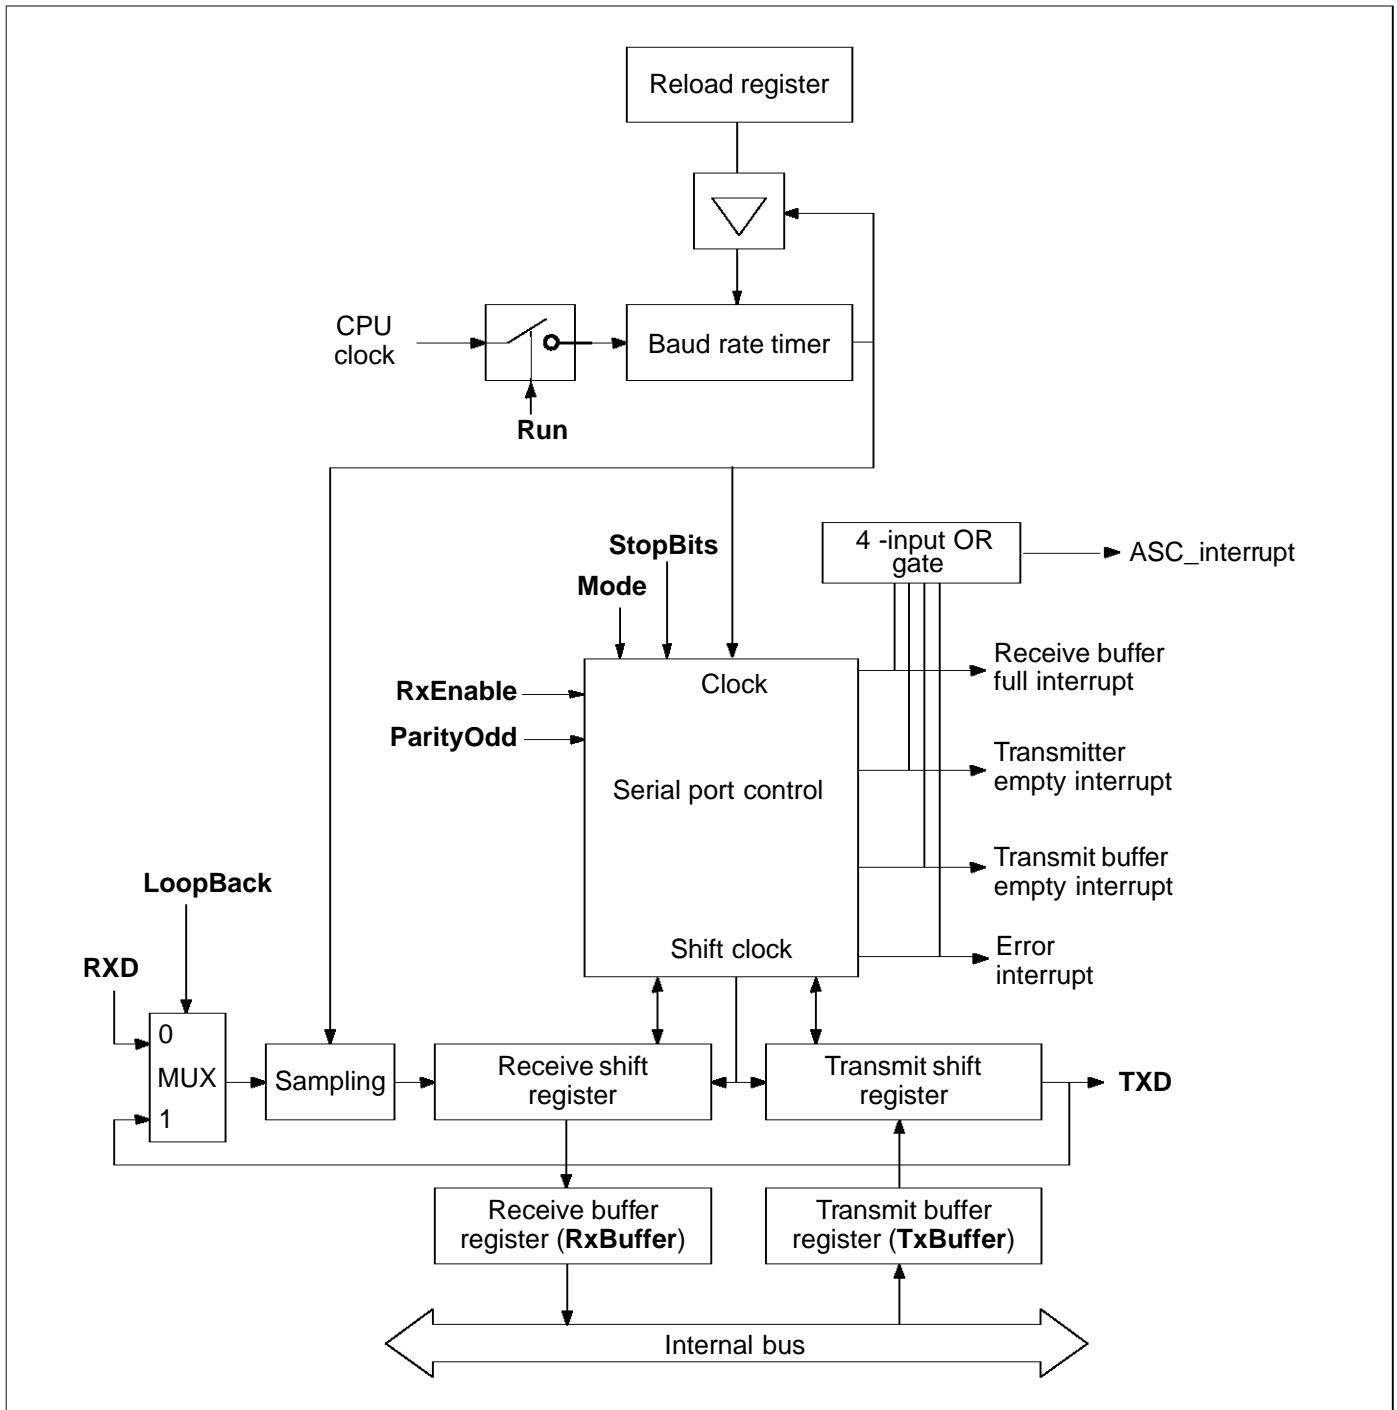 Reload register
CPU
clock
Baud rate timer
Run
StopBits
Mode
4 -input OR
gate
ASC_interrupt
RxEnable
ParityOdd
Clock
Serial port control
Shift clock
Receive buffer
full interrupt
Transmitter
empty interrupt
Transmit buffer
empty interrupt
Error
interrupt
LoopBack
RXD
0
MUX
1
Sampling
Receive shift
register
Transmit shift
register
TXD
Receive buffer
register (RxBuffer)
Transmit buffer
register (TxBuffer)
Internal bus